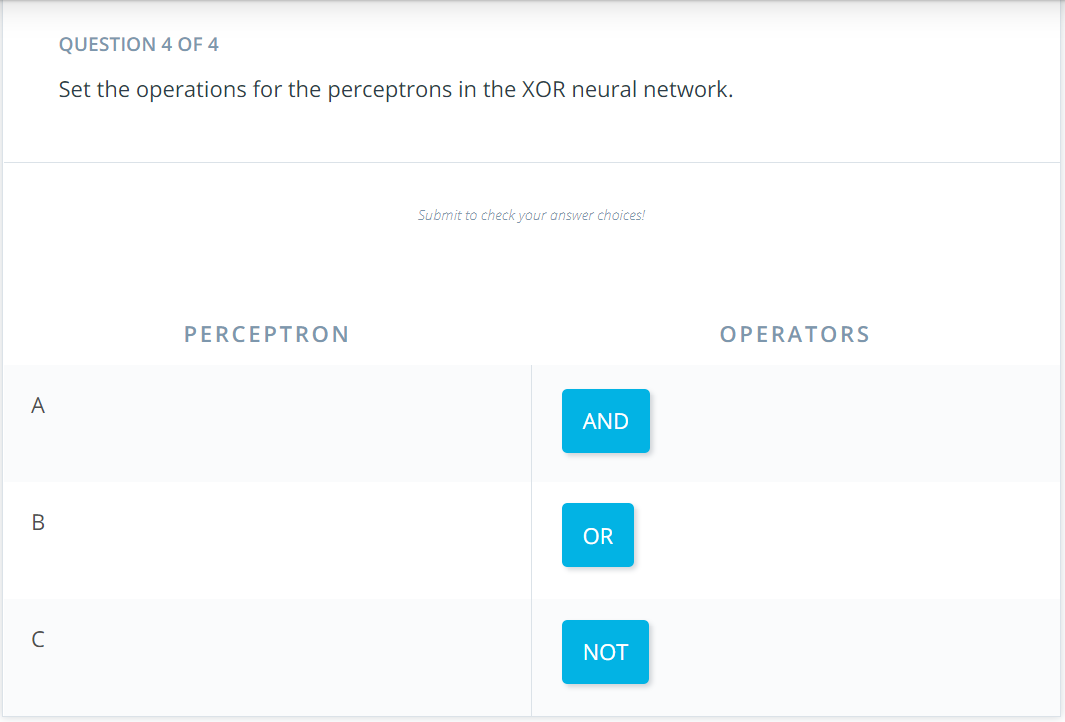 QUESTION 4 OF 4
Set the operations for the perceptrons in the XOR neural network.
Submit to check your answer choices!
PERCEPTRON OPERATORS
A AND
B OR
C NOT